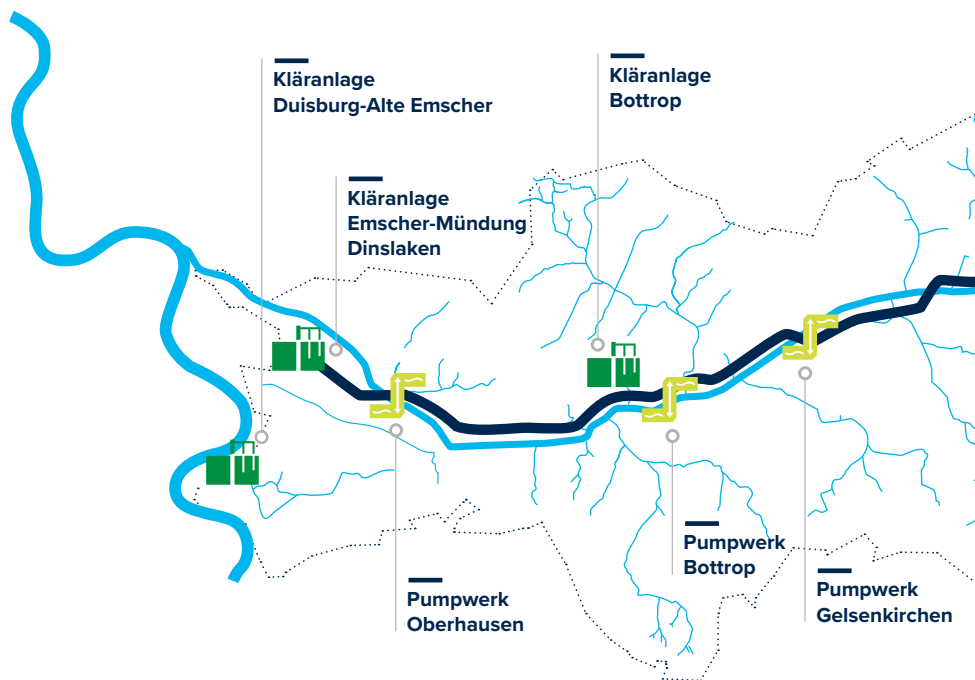 Kläranlage
Duisburg-Alte Emscher
Kläranlage
Bottrop
Kläranlage
Emscher-Mündung
Dinslaken
Pumpwerk
Bottrop
Pumpwerk
Oberhausen
Pumpwerk
Gelsenkirchen